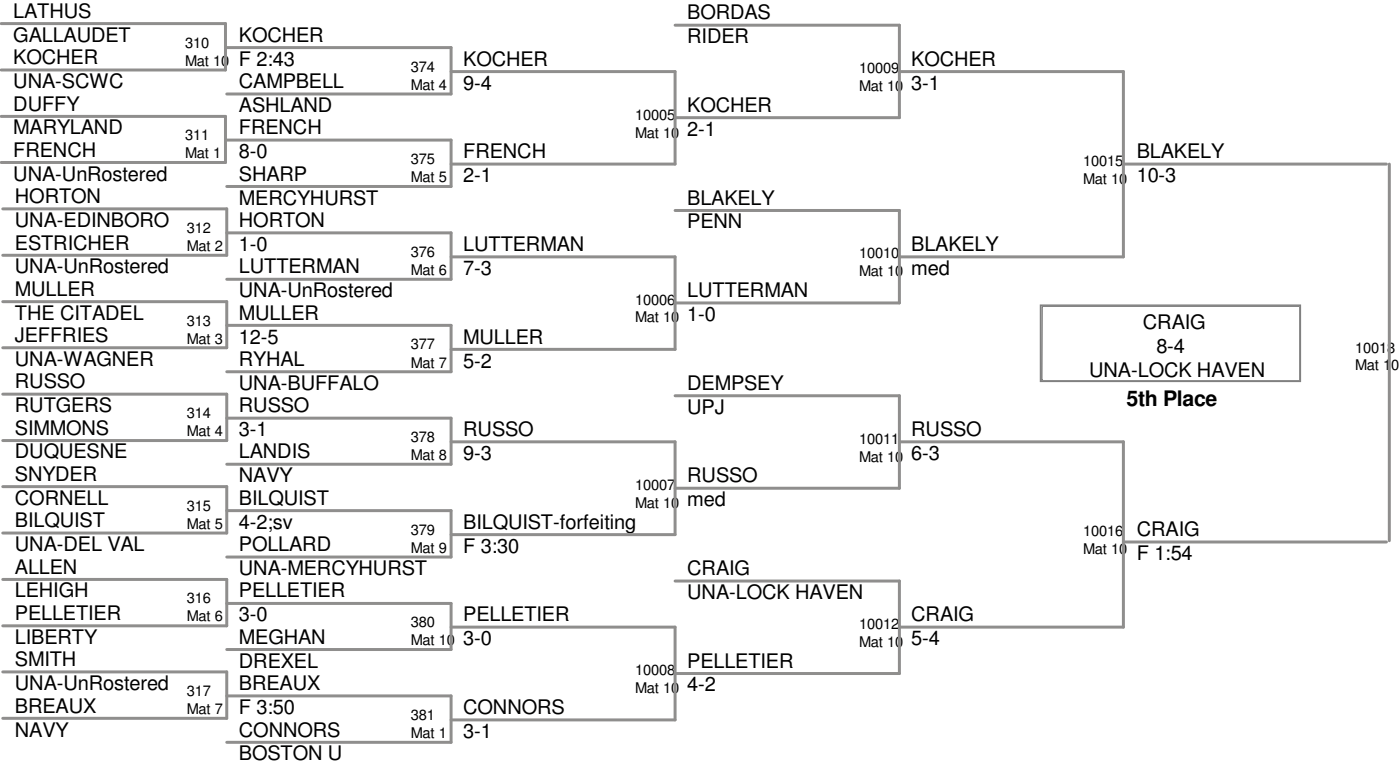 LATHUS
GALLAUDET
310
KOCHER
Mat 10
UNA-SCWC
DUFFY
MARYLAND
311
FRENCH
Mat 1
UNA-UnRostered
HORTON
UNA-EDINBORO
312
ESTRICHER
Mat 2
UNA-UnRostered
MULLER
THE CITADEL
313
JEFFRIES
Mat 3
UNA-WAGNER
RUSSO
RUTGERS
314
SIMMONS
Mat 4
DUQUESNE
SNYDER
CORNELL
315
BILQUIST
Mat 5
UNA-DEL VAL
ALLEN
LEHIGH
316
PELLETIER
Mat 6
LIBERTY
SMITH
UNA-UnRostered
317
BREAUX
Mat 7
NAVY
KOCHER
F 2:43
374
CAMPBELL
Mat 4
ASHLAND
FRENCH
8-0
375
SHARP
Mat 5
MERCYHURST
HORTON
1-0
376
LUTTERMAN
Mat 6
UNA-UnRostered
MULLER
12-5
377
RYHAL
Mat 7
UNA-BUFFALO
RUSSO
3-1
378
LANDIS
Mat 8
NAVY
BILQUIST
4-2;sv
379
POLLARD
Mat 9
UNA-MERCYHURST
PELLETIER
3-0
380
MEGHAN
Mat 10
DREXEL
BREAUX
F 3:50
381
CONNORS
Mat 1
BOSTON U
KOCHER
9-4
10005
Mat 10
FRENCH
2-1
LUTTERMAN
7-3
10006
Mat 10
MULLER
5-2
RUSSO
9-3
10007
Mat 10
BILQUIST-forfeiting
F 3:30
PELLETIER
3-0
10008
Mat 10
CONNORS
3-1
BORDAS
RIDER
10009
Mat 10
KOCHER
2-1
BLAKELY
PENN
10010
Mat 10
LUTTERMAN
1-0
DEMPSEY
UPJ
10011
Mat 10
RUSSO
med
CRAIG
UNA-LOCK HAVEN
10012
Mat 10
PELLETIER
4-2
KOCHER
3-1
10015
Mat 10
BLAKELY
med
RUSSO
6-3
10016
Mat 10
CRAIG
5-4
BLAKELY
10-3
10018
Mat 10
CRAIG
F 1:54
CRAIG
8-4
UNA-LOCK HAVEN
5th Place